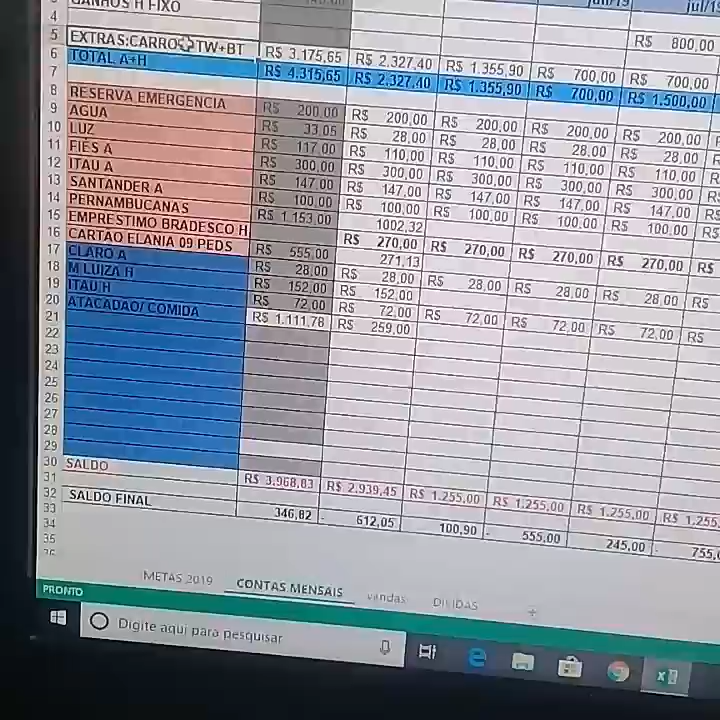 GANHOS H FIXO
jul/19
5 R$ 800,00
6 EXTRAS:CARRO TW+BT R$ 3.175,65 R$ 2.327,40 R$ 1.355,90 R$ 700,00 R$ 700,00
7 TOTAL A+H R$ 4.315,65 R$ 2.327,40 R$ 1.355,90 R$ 700,00 R$ 1.500,00
8
9 RESERVA EMERGENCIA R$ 200,00 R$ 200,00 R$ 200,00 R$ 200,00 R$ 200,00
10 AGUA R$ 33,05 R$ 28,00 R$ 28,00 R$ 28,00 R$ 28,00
11 LUZ R$ 117,00 R$ 110,00 R$ 110,00 R$ 110,00 R$ 110,00
12 FIES A R$ 300,00 R$ 300,00 R$ 300,00 R$ 300,00 R$ 300,00
13 ITAU A R$ 147,00 R$ 147,00 R$ 147,00 R$ 147,00 R$ 147,00
14 SANTANDER A R$ 100,00 R$ 100,00 R$ 100,00 R$ 100,00 R$ 100,00
15 PERNAMBUCANAS R$ 1.153,00 1002,32
16 EMPRESTIMO BRADESCO H R$ 270,00 R$ 270,00 R$ 270,00 R$ 270,00 R$
17 CARTAO ELANIA 09 PEDS R$ 555,00 271,13
18 CLARO A R$ 28,00 R$ 28,00 R$ 28,00 R$ 28,00 R$ 28,00
19 M LUIZA H R$ 152,00 R$ 152,00
20 ITAU H R$ 72,00 R$ 72,00 R$ 72,00 R$ 72,00 R$ 72,00 R$
21 ATACADAO/ COMIDA R$ 1.111,78 R$ 259,00
22
23
24
25
26
27
28
29
30
31 SALDO R$ 3.968,83 R$ 2.939,45 R$ 1.255,00 R$ 1.255,00 R$ 1.255,00 R$ 1.255,
32
33 SALDO FINAL 346,82 - 612,05 100,90 - 555,00 245,00 - 755,
34
35
METAS 2019 CONTAS MENSAIS vandas DIVIDAS +
PRONTO
Digite aqui para pesquisar